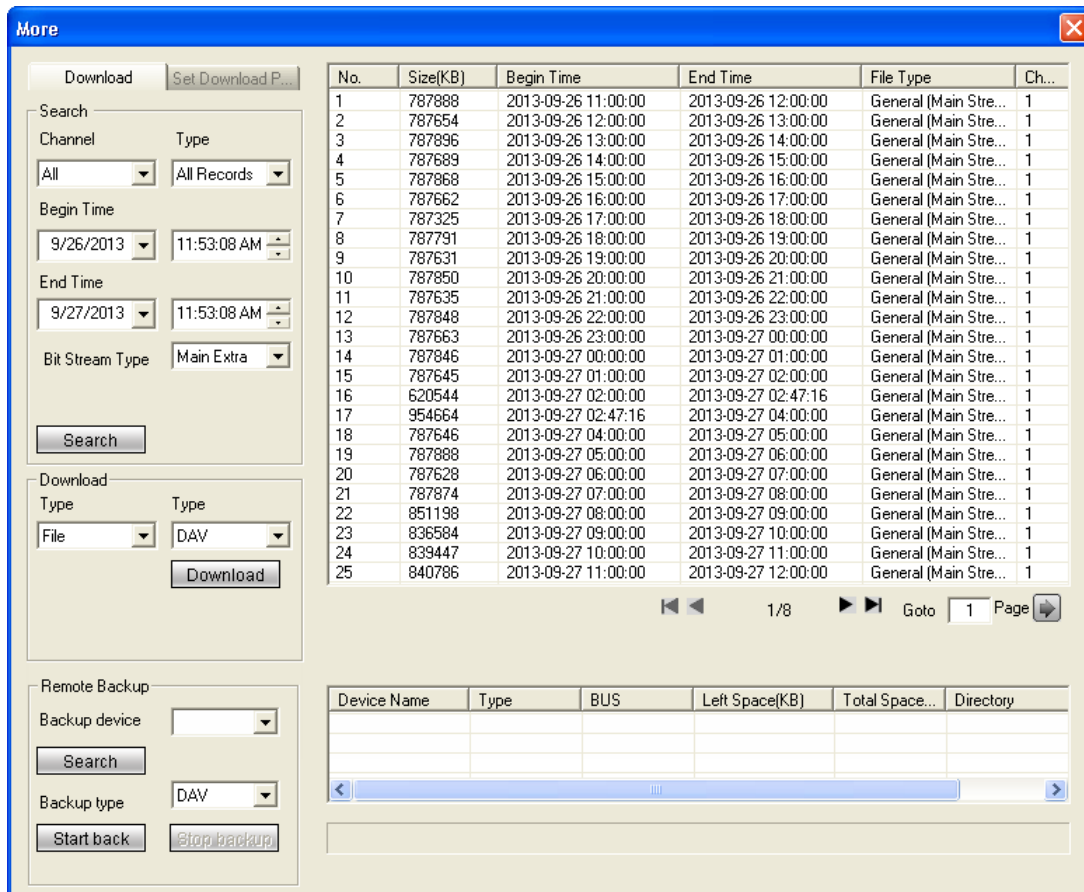 More
Download Set Download P...
Search
Channel Type
All All Records
Begin Time
9/26/2013 11:53:08 AM
End Time
9/27/2013 11:53:08 AM
Bit Stream Type Main Extra
Search
Download
Type Type
File DAV
Download
Remote Backup
Backup device
Search
Backup type DAV
Start back Stop backup
No. Size(KB) Begin Time End Time File Type Ch...
1 787888 2013-09-26 11:00:00 2013-09-26 12:00:00 General (Main Stre... 1
2 787654 2013-09-26 12:00:00 2013-09-26 13:00:00 General (Main Stre... 1
3 787896 2013-09-26 13:00:00 2013-09-26 14:00:00 General (Main Stre... 1
4 787689 2013-09-26 14:00:00 2013-09-26 15:00:00 General (Main Stre... 1
5 787868 2013-09-26 15:00:00 2013-09-26 16:00:00 General (Main Stre... 1
6 787662 2013-09-26 16:00:00 2013-09-26 17:00:00 General (Main Stre... 1
7 787325 2013-09-26 17:00:00 2013-09-26 18:00:00 General (Main Stre... 1
8 787791 2013-09-26 18:00:00 2013-09-26 19:00:00 General (Main Stre... 1
9 787631 2013-09-26 19:00:00 2013-09-26 20:00:00 General (Main Stre... 1
10 787850 2013-09-26 20:00:00 2013-09-26 21:00:00 General (Main Stre... 1
11 787635 2013-09-26 21:00:00 2013-09-26 22:00:00 General (Main Stre... 1
12 787848 2013-09-26 22:00:00 2013-09-26 23:00:00 General (Main Stre... 1
13 787663 2013-09-26 23:00:00 2013-09-27 00:00:00 General (Main Stre... 1
14 787846 2013-09-27 00:00:00 2013-09-27 01:00:00 General (Main Stre... 1
15 787645 2013-09-27 01:00:00 2013-09-27 02:00:00 General (Main Stre... 1
16 620544 2013-09-27 02:00:00 2013-09-27 02:47:16 General (Main Stre... 1
17 954664 2013-09-27 02:47:16 2013-09-27 04:00:00 General (Main Stre... 1
18 787646 2013-09-27 04:00:00 2013-09-27 05:00:00 General (Main Stre... 1
19 787888 2013-09-27 05:00:00 2013-09-27 06:00:00 General (Main Stre... 1
20 787628 2013-09-27 06:00:00 2013-09-27 07:00:00 General (Main Stre... 1
21 787874 2013-09-27 07:00:00 2013-09-27 08:00:00 General (Main Stre... 1
22 851198 2013-09-27 08:00:00 2013-09-27 09:00:00 General (Main Stre... 1
23 836584 2013-09-27 09:00:00 2013-09-27 10:00:00 General (Main Stre... 1
24 839447 2013-09-27 10:00:00 2013-09-27 11:00:00 General (Main Stre... 1
25 840786 2013-09-27 11:00:00 2013-09-27 12:00:00 General (Main Stre... 1
1/8 Goto 1 Page
Device Name Type BUS Left Space(KB) Total Space... Directory